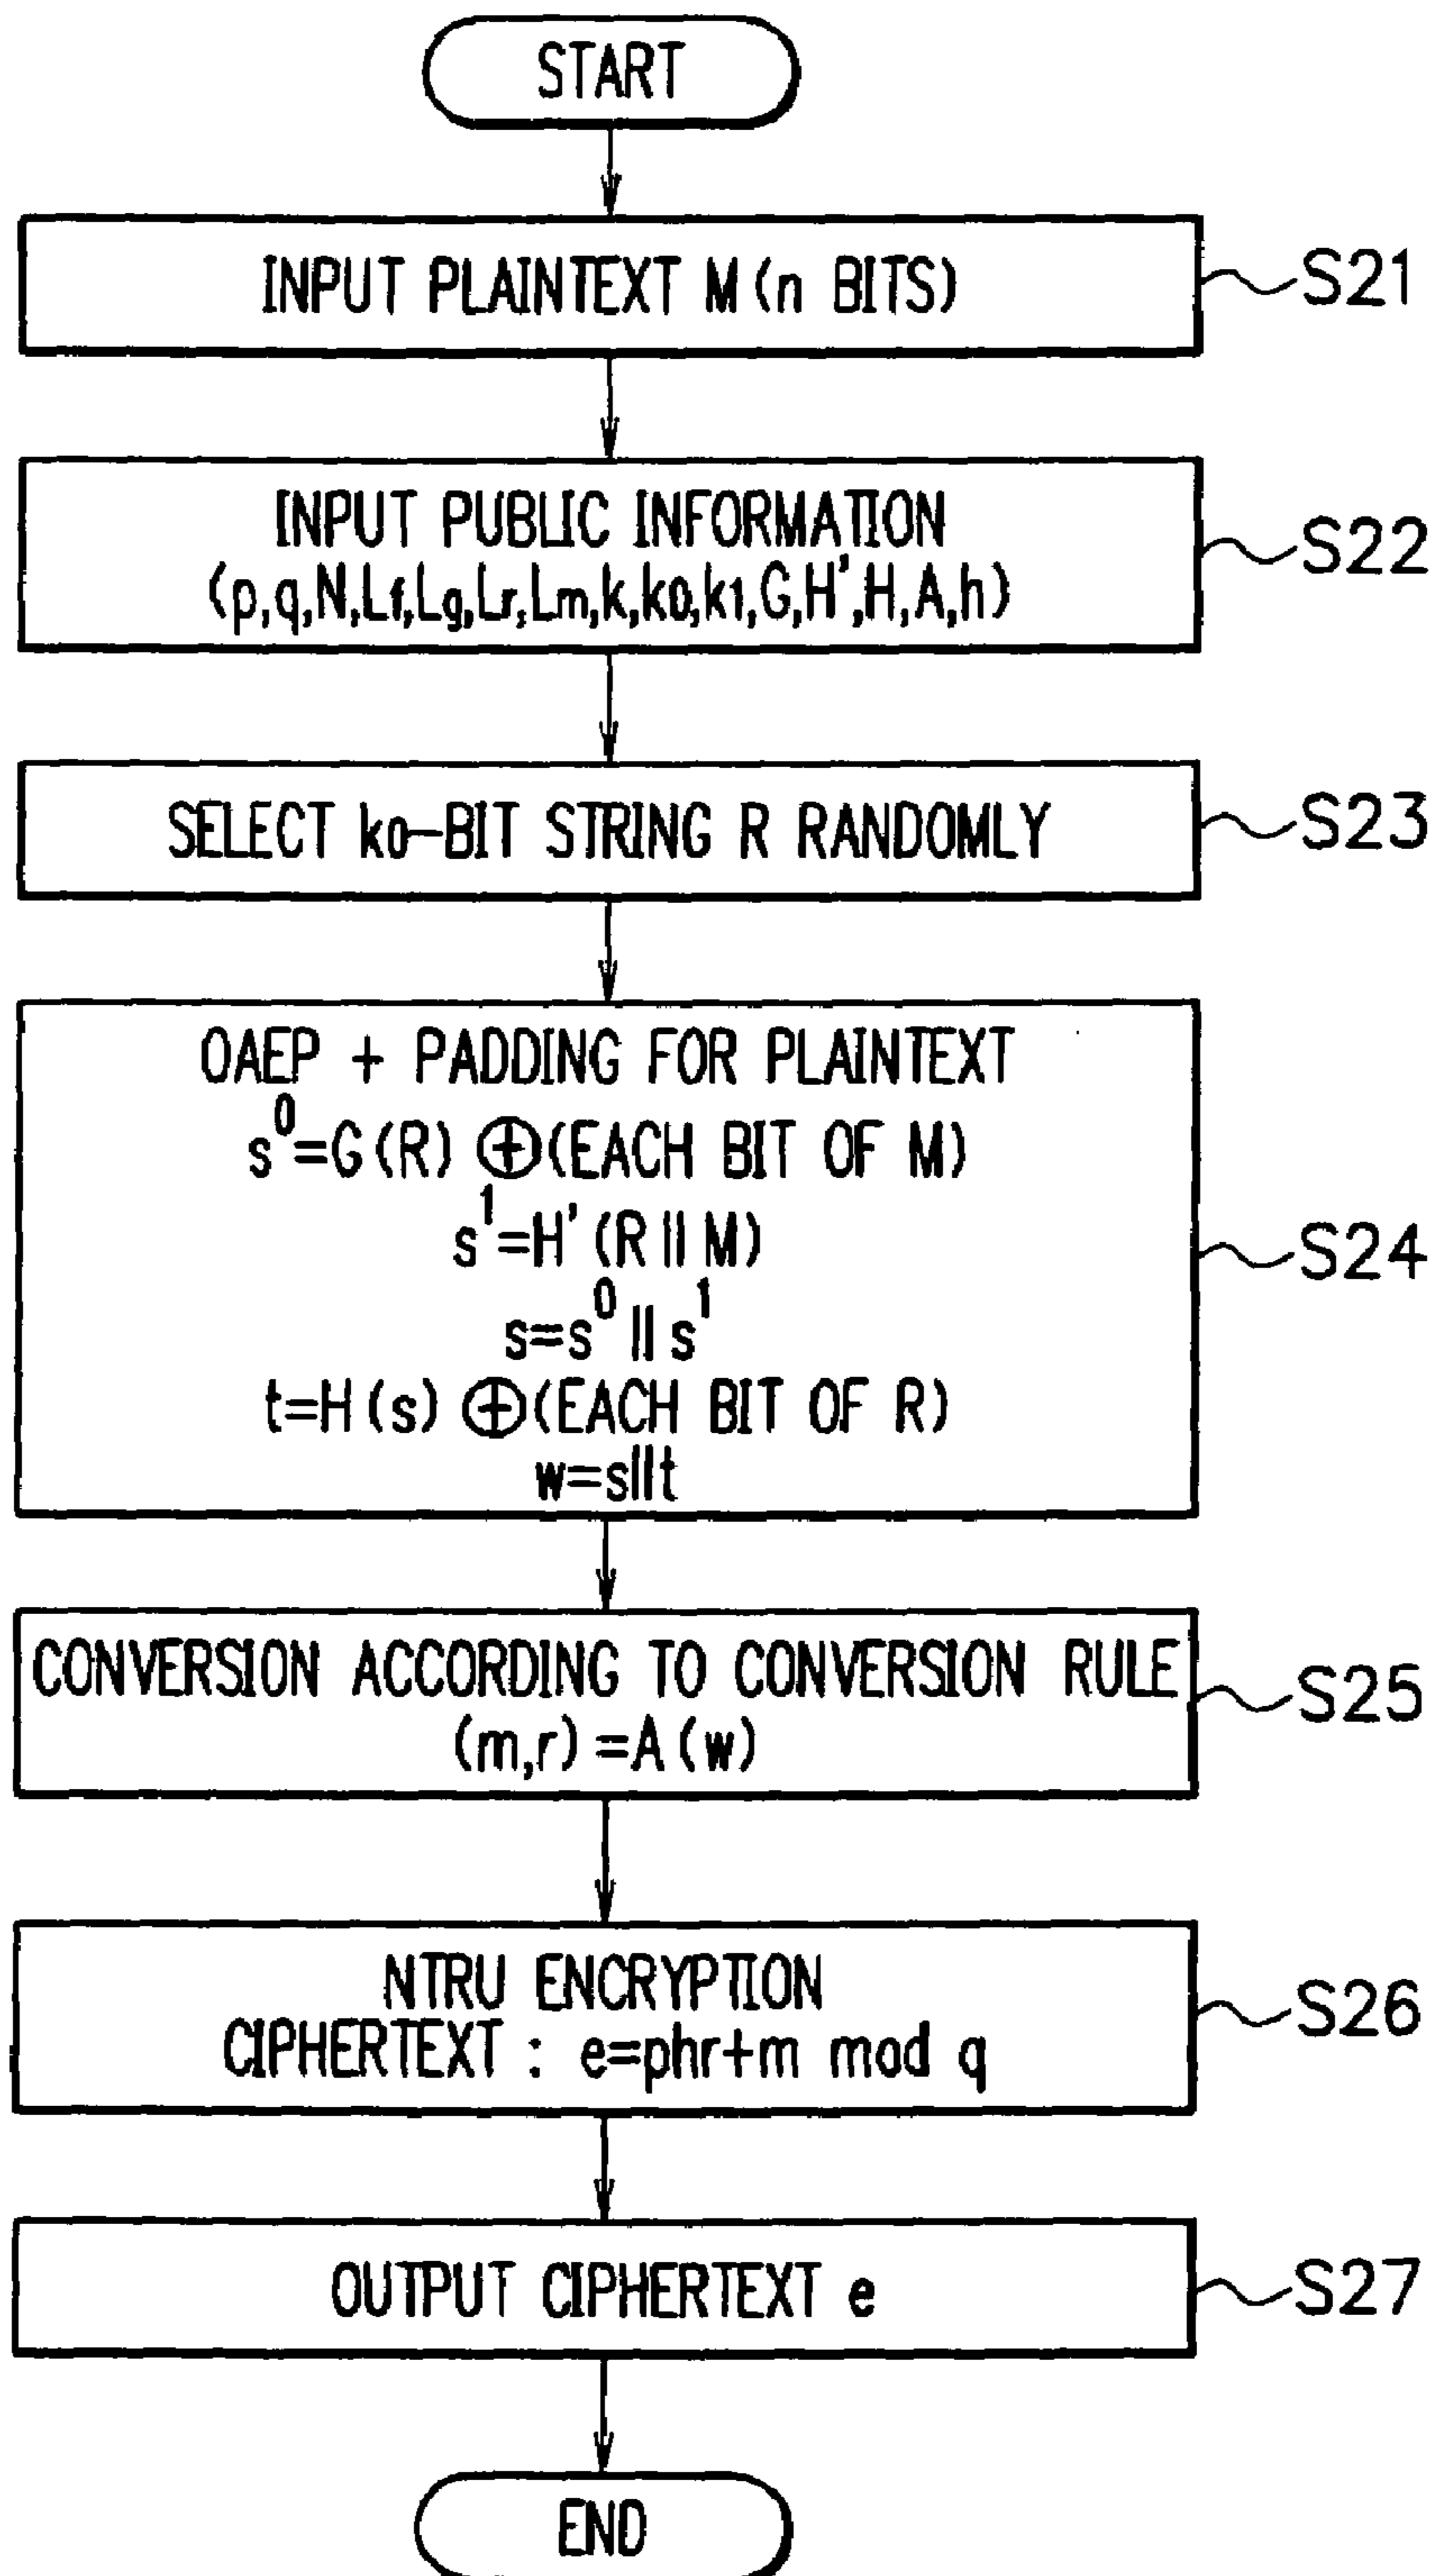 START
INPUT PLAINTEXT M (n BITS)
S21
INPUT PUBLIC INFORMATION
(p,q,N,Lf,Lg,Lr,Lm,k,k0,k1,G,H',H,A,h)
S22
SELECT k0-BIT STRING R RANDOMLY
S23
OAEP + PADDING FOR PLAINTEXT
s⁰=G(R) ⊕(EACH BIT OF M)
s¹=H'(R || M)
s=s⁰ || s¹
t=H(s) ⊕(EACH BIT OF R)
w=s||t
S24
CONVERSION ACCORDING TO CONVERSION RULE
(m,r) =A(w)
S25
NTRU ENCRYPTION
CIPHERTEXT : e=phr+m mod q
S26
OUTPUT CIPHERTEXT e
S27
END